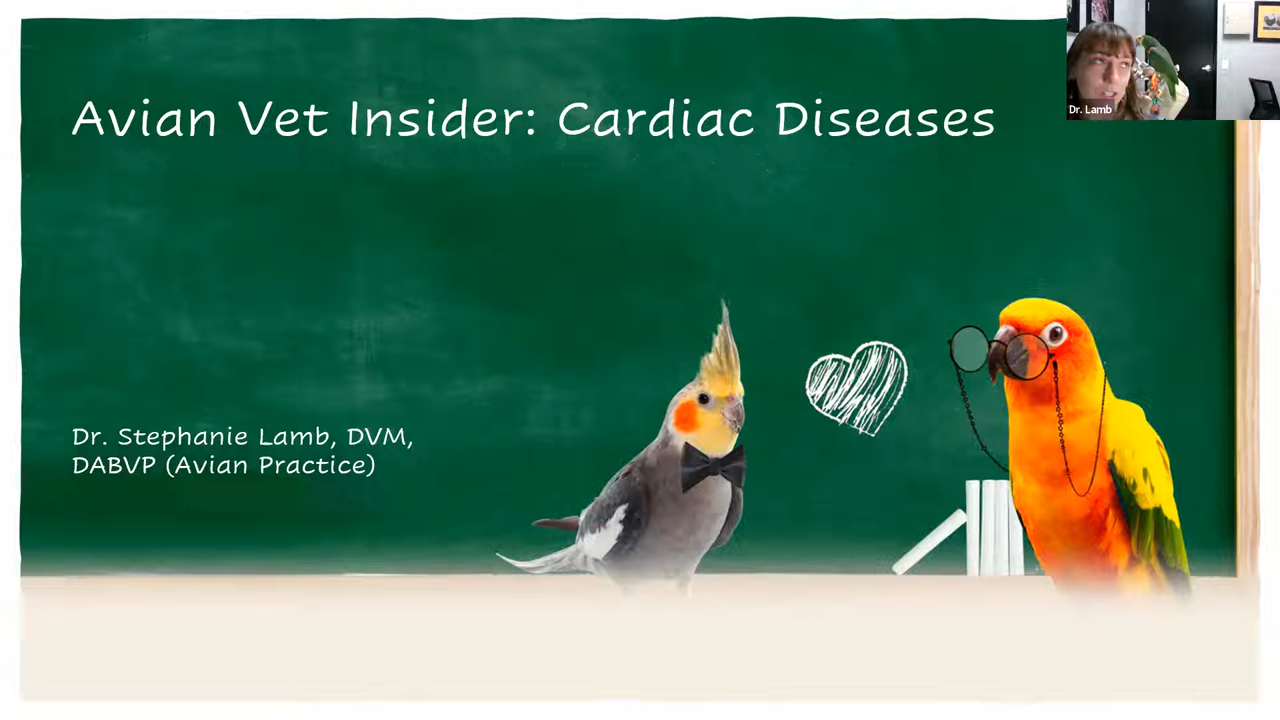 Avian Vet Insider: Cardiac Diseases
Dr. Lamb
Dr. Stephanie Lamb, DVM,
DABVP (Avian Practice)